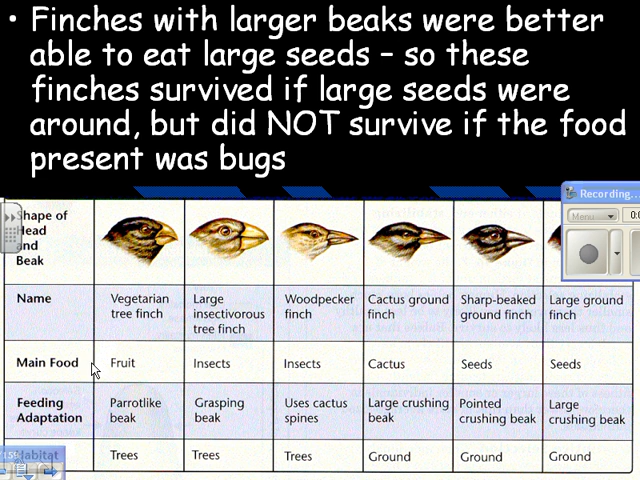 • Finches with larger beaks were better
able to eat large seeds – so these
finches survived if large seeds were
around, but did NOT survive if the food
present was bugs
Recording...
Menu
Shape of
Head
and
Beak
Name
Vegetarian
tree finch
Large
insectivorous
tree finch
Woodpecker
finch
Cactus ground
finch
Sharp-beaked
ground finch
Large ground
finch
Main Food
Fruit
Insects
Insects
Cactus
Seeds
Seeds
Feeding
Adaptation
Parrotlike
beak
Grasping
beak
Uses cactus
spines
Large crushing
beak
Pointed
crushing beak
Large
crushing beak
Habitat
Trees
Trees
Trees
Ground
Ground
Ground